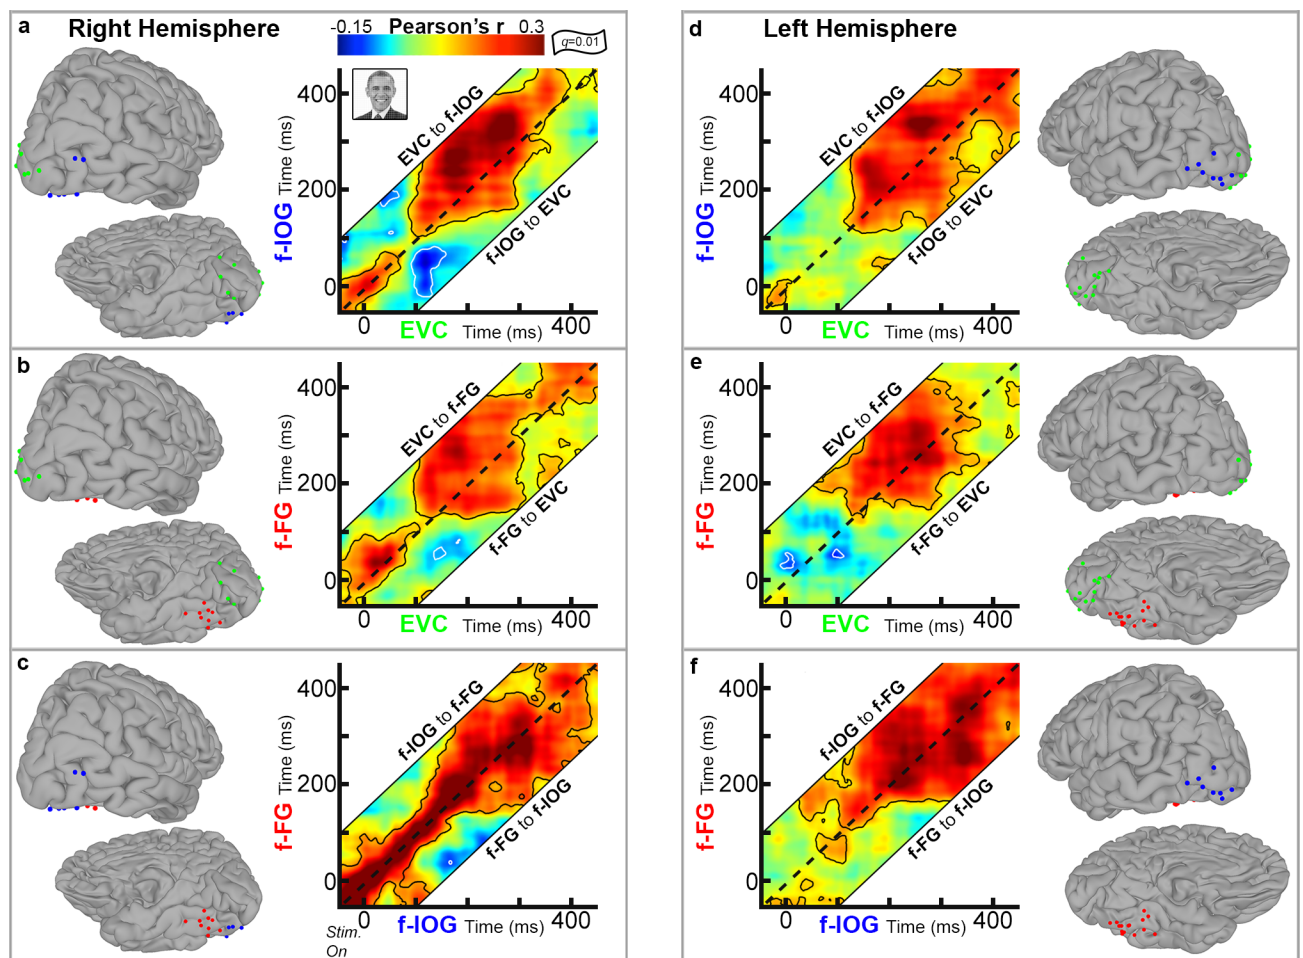 a Right Hemisphere
-0.15 Pearson's r 0.3
q=0.01
400
200
0
f-IOG Time (ms)
EVC to f-IOG
f-IOG to EVC
0 400
EVC Time (ms)
b
400
200
0
f-FG Time (ms)
EVC to f-FG
f-FG to EVC
0 400
EVC Time (ms)
c
400
200
0
f-FG Time (ms)
f-IOG to f-FG
f-FG to f-IOG
0 400
Stim.
On
f-IOG Time (ms)
d Left Hemisphere
400
200
0
f-IOG Time (ms)
EVC to f-IOG
f-IOG to EVC
0 400
EVC Time (ms)
e
400
200
0
f-FG Time (ms)
EVC to f-FG
f-FG to EVC
0 400
EVC Time (ms)
f
400
200
0
f-FG Time (ms)
f-IOG to f-FG
f-FG to f-IOG
0 400
f-IOG Time (ms)